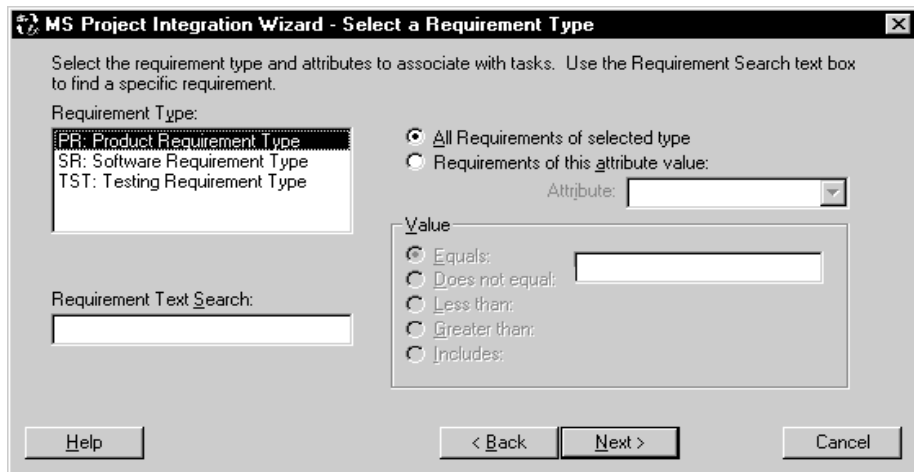 MS Project Integration Wizard - Select a Requirement Type
Select the requirement type and attributes to associate with tasks. Use the Requirement Search text box
to find a specific requirement.
Requirement Type:
PR: Product Requirement Type
SR: Software Requirement Type
TST: Testing Requirement Type
All Requirements of selected type
Requirements of this attribute value:
Attribute:
Value
Equals:
Does not equal:
Less than:
Greater than:
Includes:
Requirement Text Search:
Help
< Back
Next >
Cancel